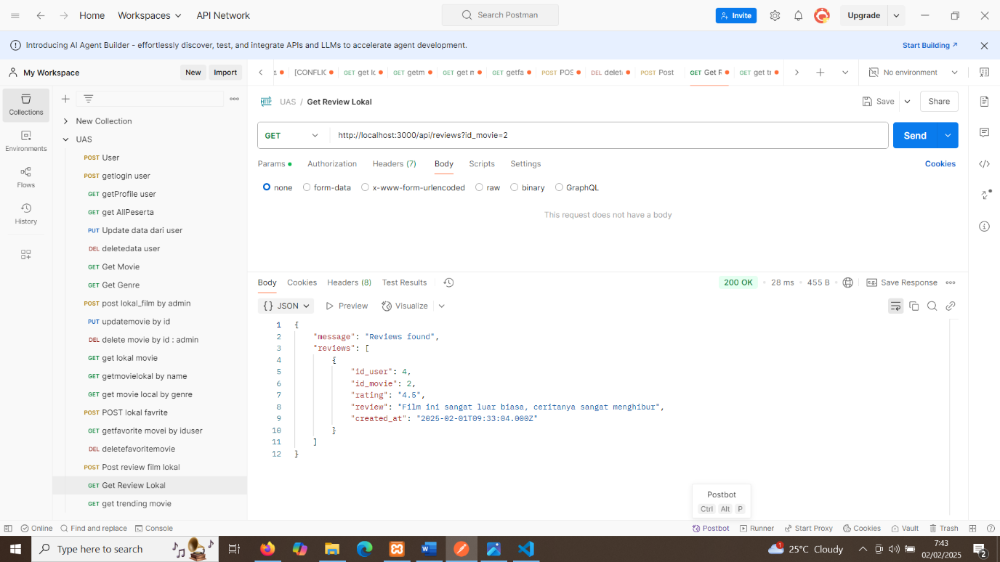 Home Workspaces API Network Search Postman Invite Upgrade
Introducing AI Agent Builder - effortlessly discover, test, and integrate APIs and LLMs to accelerate agent development. Start Building
My Workspace New Import
[CONFLIC GET get lo GETgetm GET get m GET getfa POST POS DEL delet POST Post GET Get R GET get tr No environment
Collections
Environments
Flows
History
New Collection
UAS
POST User
POST getlogin user
GET getProfile user
GET get AllPeserta
PUT Update data dari user
DEL deletedata user
GET Get Movie
GET Get Genre
POST post lokal_film by admin
PUT updatemovie by id
DEL delete movie by id : admin
GET get lokal movie
GET getmovielokal by name
GET get movie local by genre
POST POST lokal favrite
GET getfavorite movei by iduser
DEL deletefavoritemovie
POST Post review film lokal
GET Get Review Lokal
GET get trending movie
HTTP UAS / Get Review Lokal Save Share
GET http://localhost:3000/api/reviews?id_movie=2 Send
Params Authorization Headers (7) Body Scripts Settings Cookies
none form-data x-www-form-urlencoded raw binary GraphQL
This request does not have a body
Body Cookies Headers (8) Test Results 200 OK 28 ms 455 B e.g. Save Response
{} JSON Preview Visualize
1 {
2 "message": "Reviews found",
3 "reviews": [
4 {
5 "id_user": 4,
6 "id_movie": 2,
7 "rating": "4.5",
8 "review": "Film ini sangat luar biasa, ceritanya sangat menghibur",
9 "created_at": "2025-02-01T09:33:04.000Z"
10 }
11 ]
12 }
Postbot
Ctrl Alt P
Online Find and replace Console Postbot Runner Start Proxy Cookies Vault Trash
Type here to search 1 25°C Cloudy 7:43
02/02/2025 2